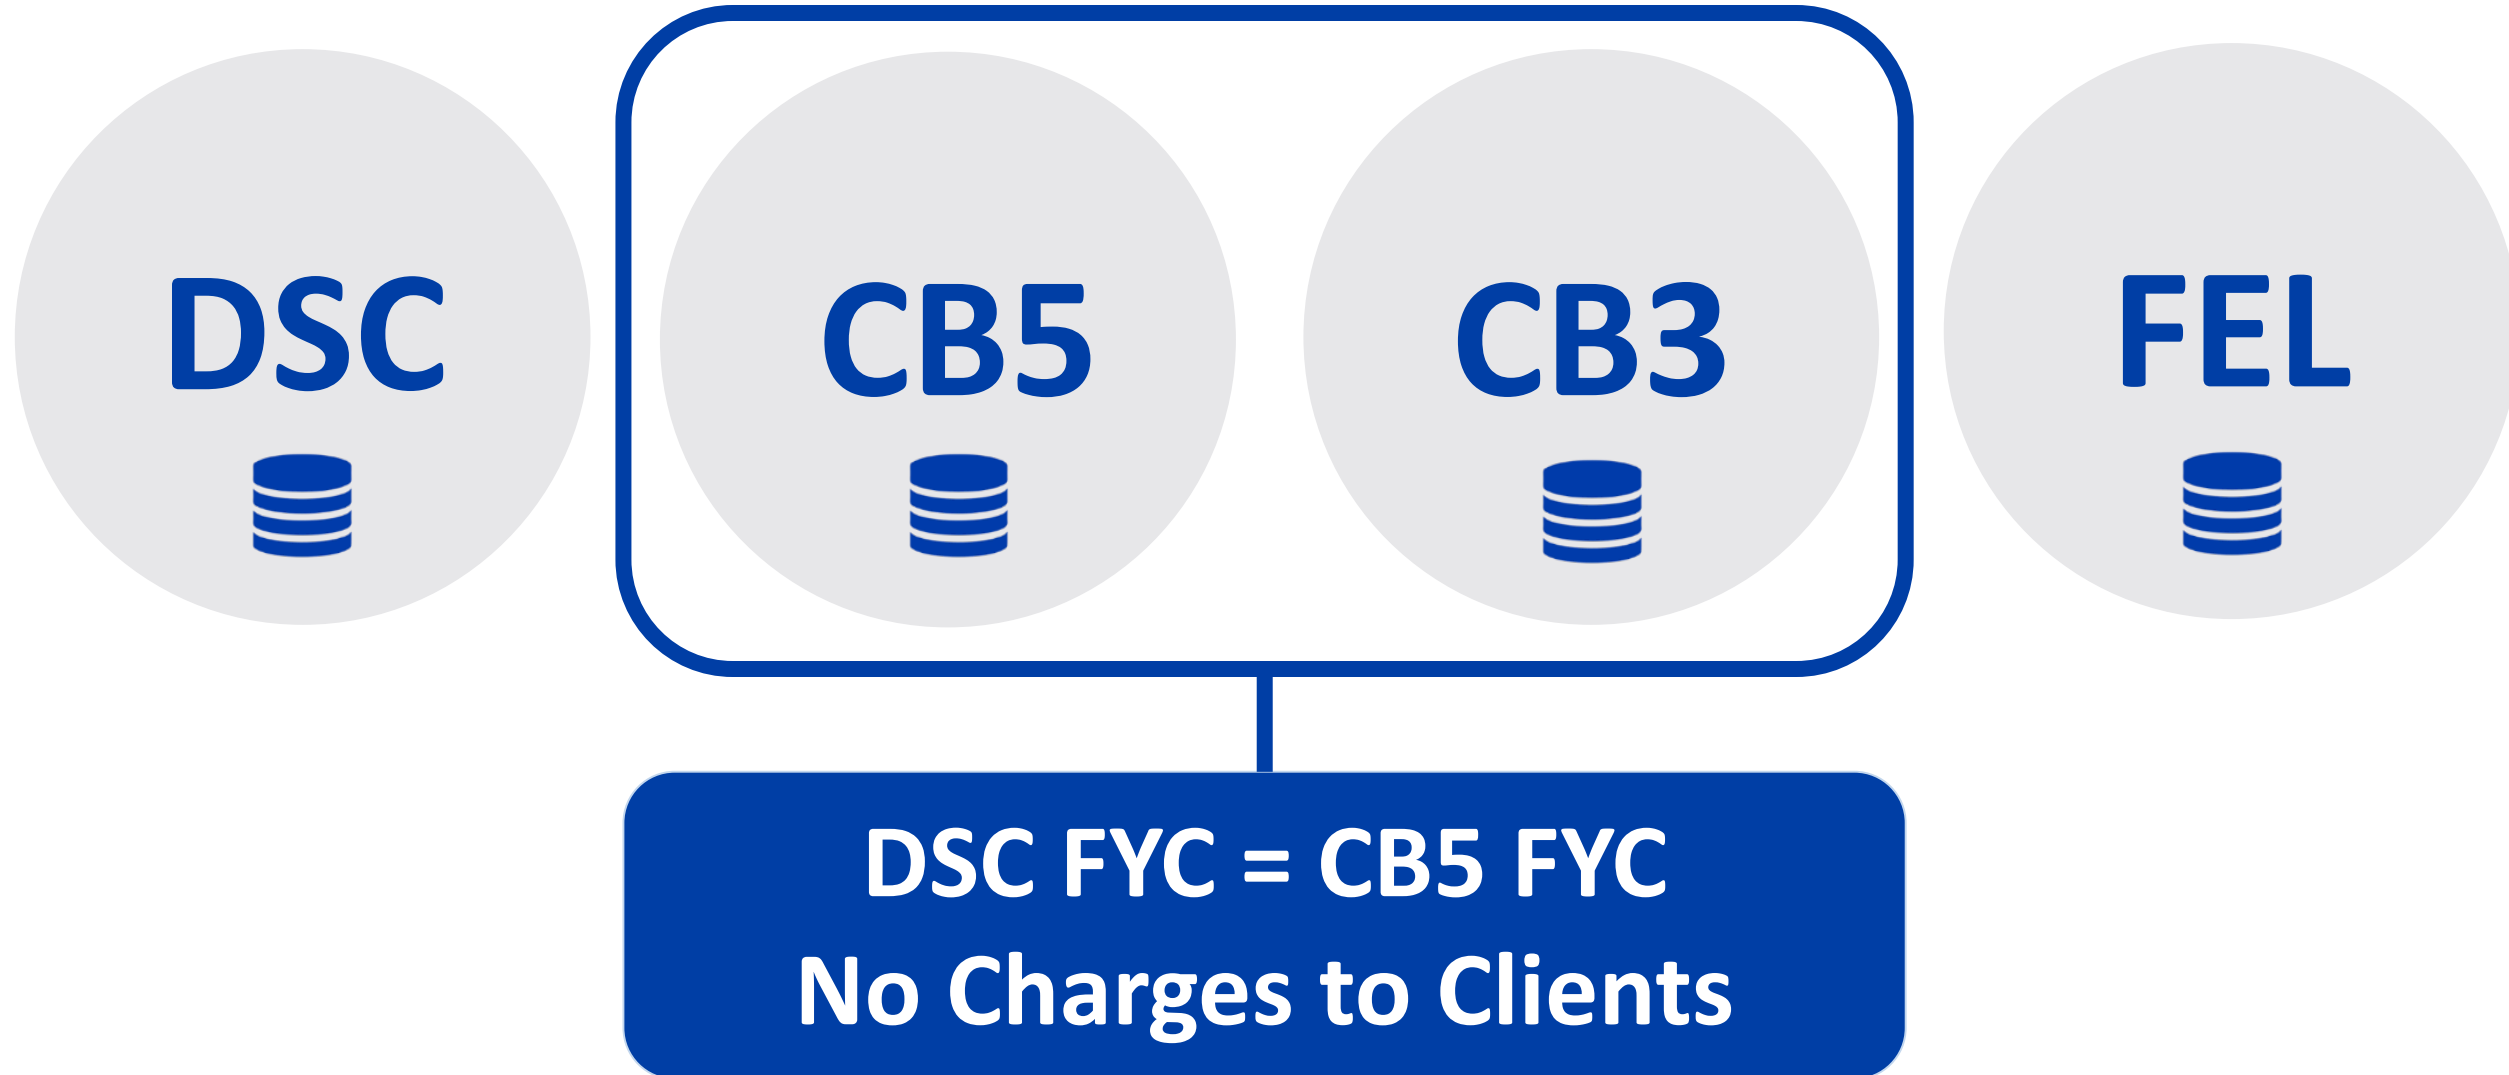 DSC
CB5
CB3
FEL
DSC FYC = CB5 FYC
No Charges to Clients